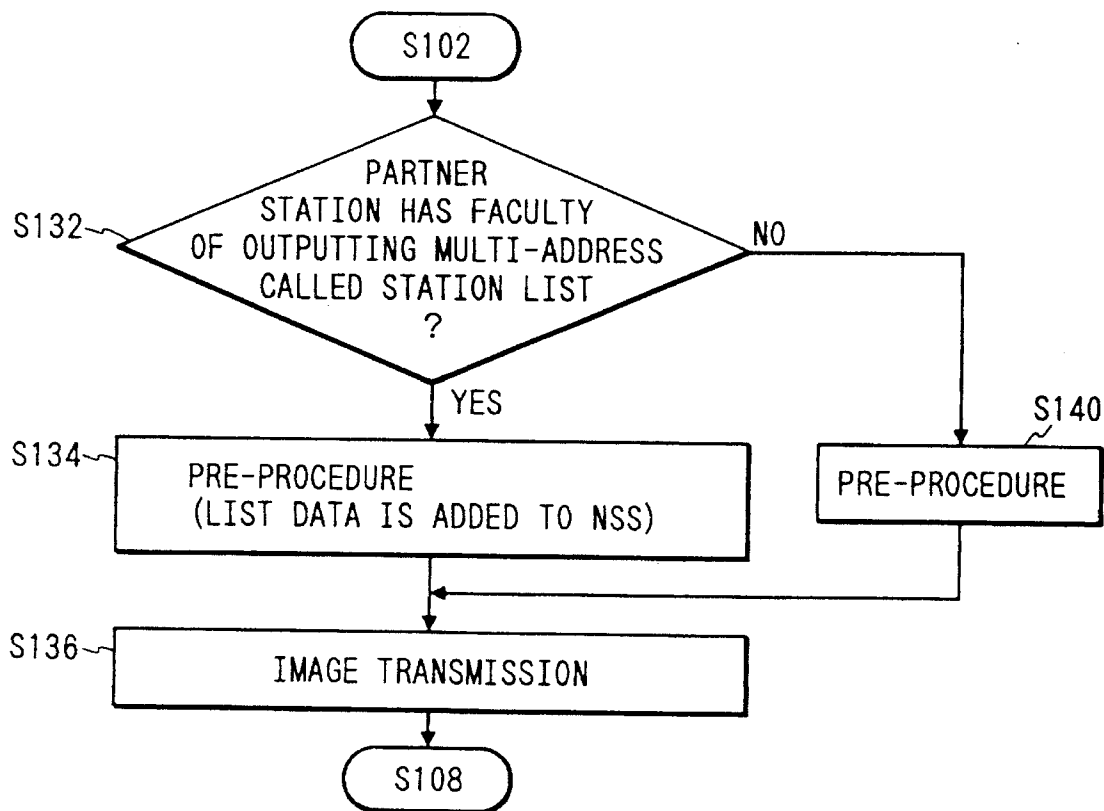 S102
PARTNER
STATION HAS FACULTY
OF OUTPUTTING MULTI-ADDRESS
CALLED STATION LIST
?
S132
NO
YES
S134
PRE-PROCEDURE
(LIST DATA IS ADDED TO NSS)
S140
PRE-PROCEDURE
S136
IMAGE TRANSMISSION
S108